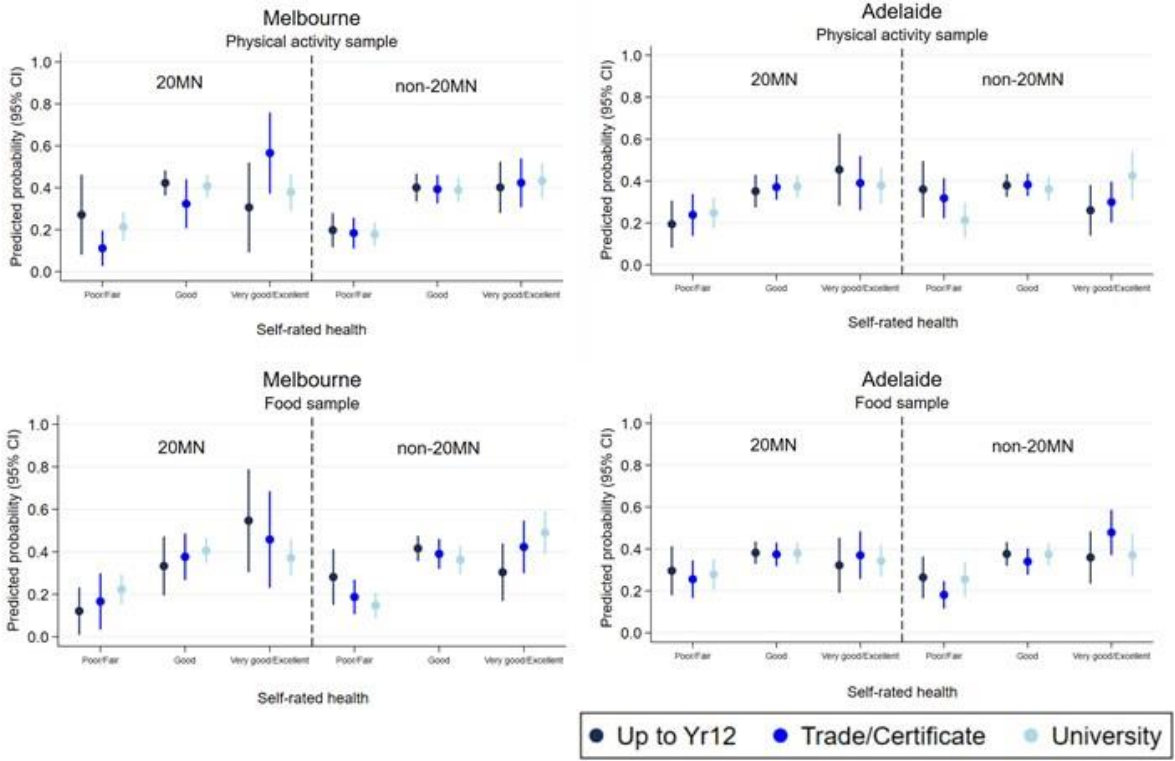 Melbourne
Physical activity sample
Predicted probability (95% CI)
1.0
0.8
0.6
0.4
0.2
0.0
20MN
non-20MN
Poor/Fair
Good
Very good/Excellent
Poor/Fair
Good
Very good/Excellent
Self-rated health
Adelaide
Physical activity sample
Predicted probability (95% CI)
1.0
0.8
0.6
0.4
0.2
0.0
20MN
non-20MN
Poor/Fair
Good
Very good/Excellent
Poor/Fair
Good
Very good/Excellent
Self-rated health
Melbourne
Food sample
Predicted probability (95% CI)
1.0
0.8
0.6
0.4
0.2
0.0
20MN
non-20MN
Poor/Fair
Good
Very good/Excellent
Poor/Fair
Good
Very good/Excellent
Self-rated health
Adelaide
Food sample
Predicted probability (95% CI)
1.0
0.8
0.6
0.4
0.2
0.0
20MN
non-20MN
Poor/Fair
Good
Very good/Excellent
Poor/Fair
Good
Very good/Excellent
Self-rated health
Up to Yr12 Trade/Certificate University